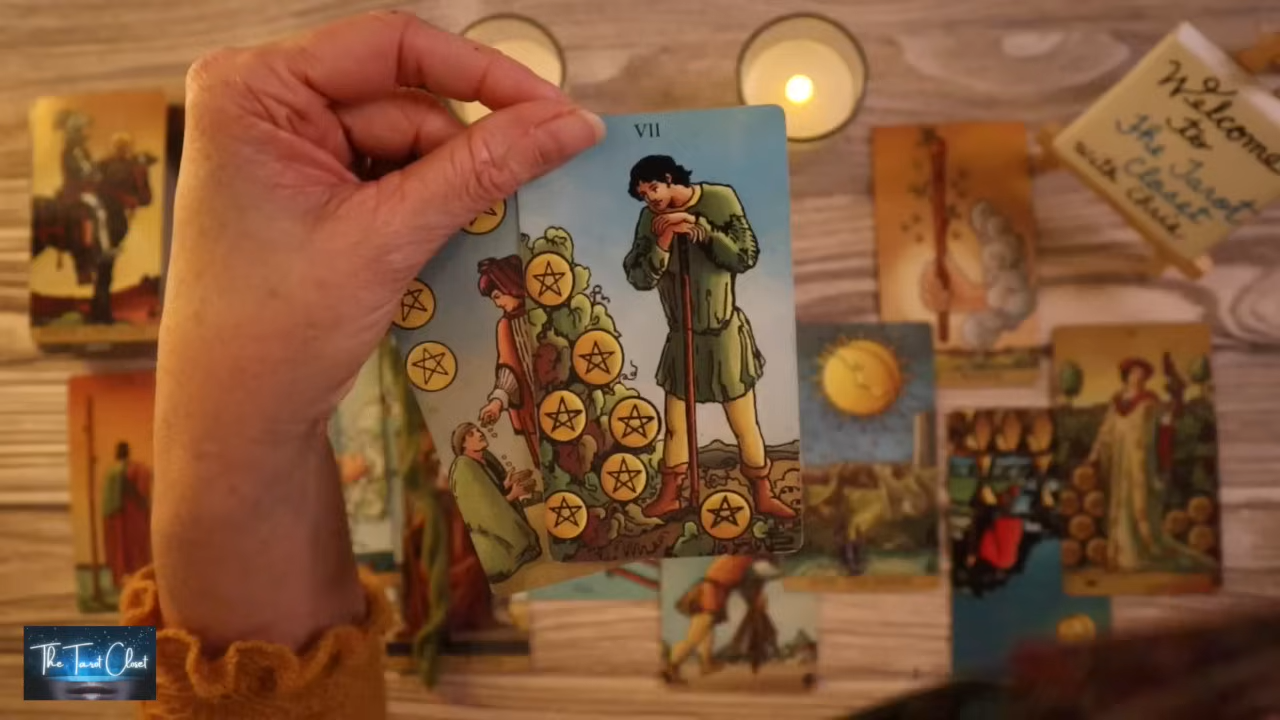 VII
Welcome
to
The Tarot
Closet
with Chris
The Tarot Closet